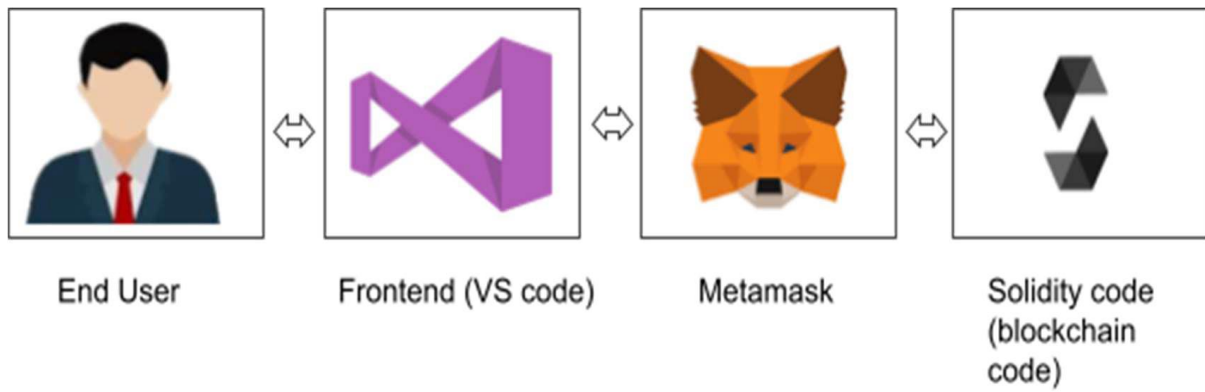 End User
Frontend (VS code)
Metamask
Solidity code
(blockchain
code)